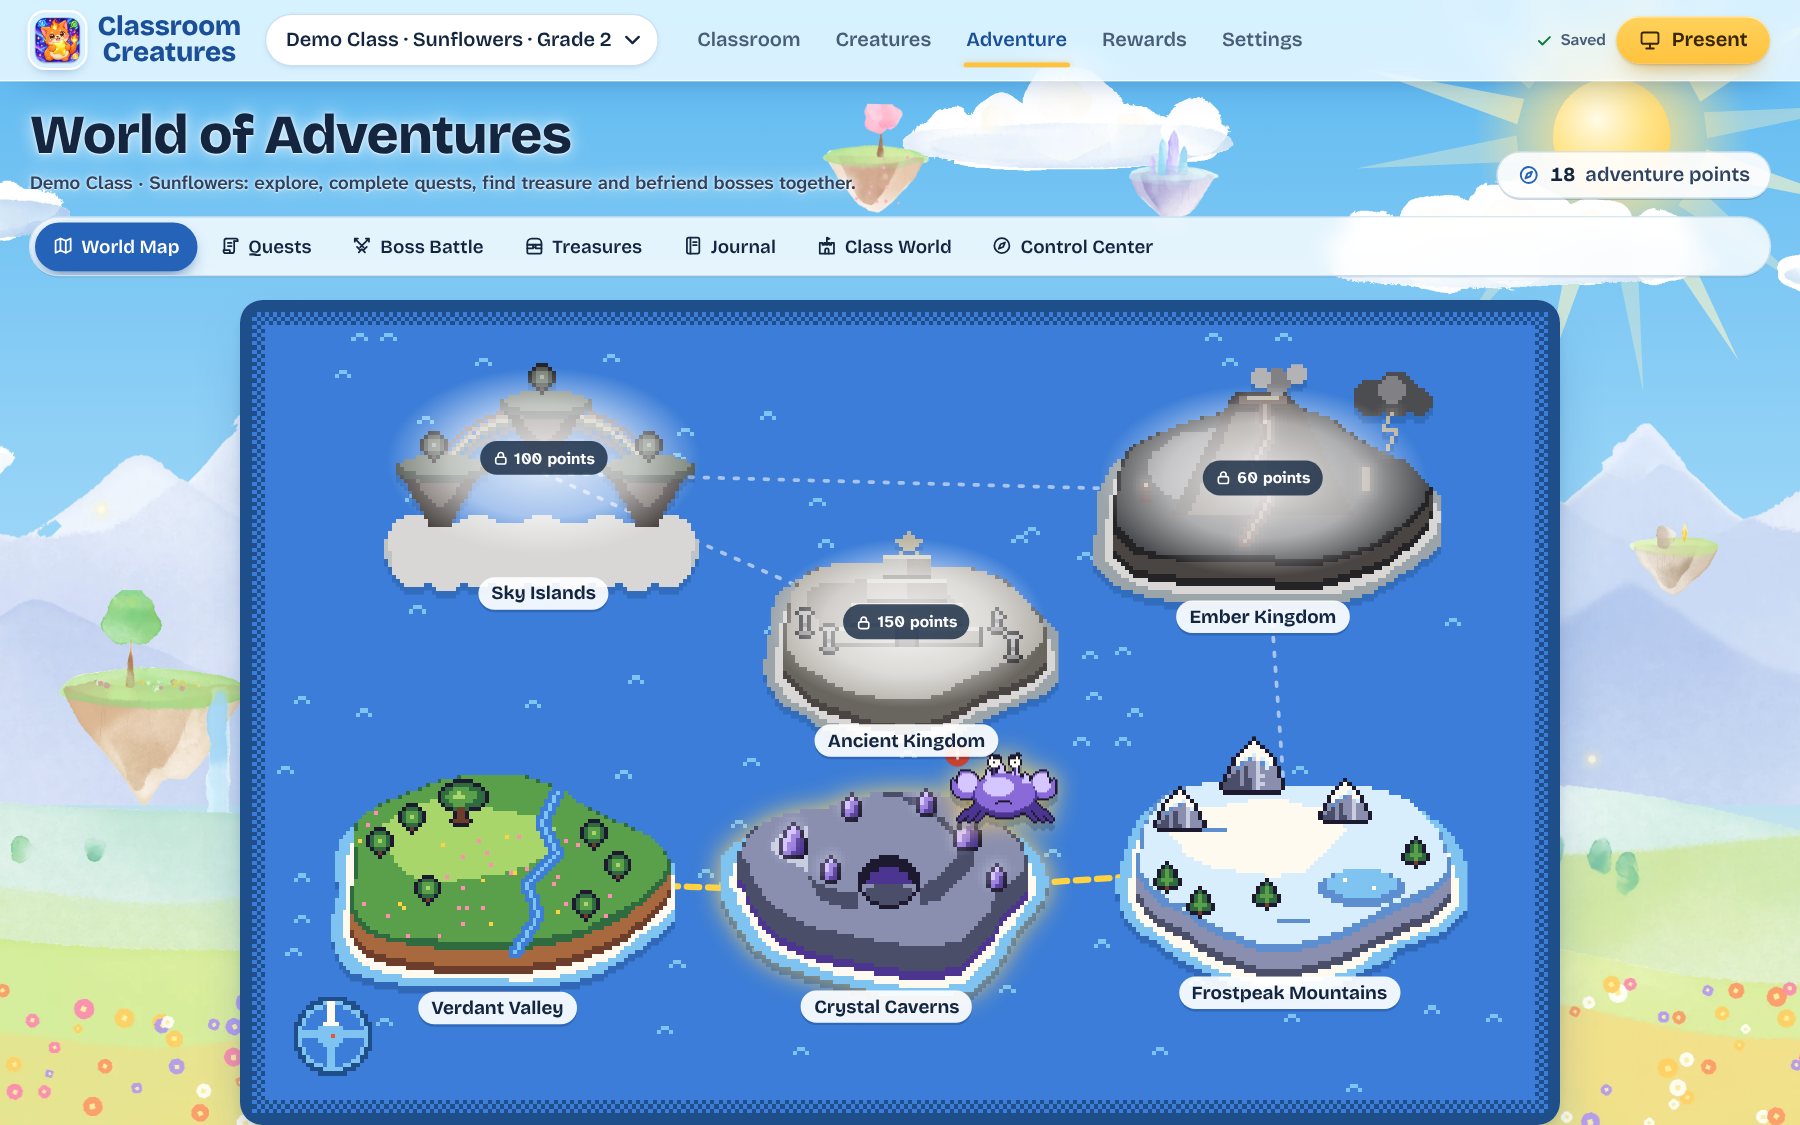 Classroom
Creatures
Demo Class · Sunflowers · Grade 2
Classroom
Creatures
Adventure
Rewards
Settings
Saved
Present
World of Adventures
Demo Class · Sunflowers: explore, complete quests, find treasure and befriend bosses together.
18 adventure points
World Map
Quests
Boss Battle
Treasures
Journal
Class World
Control Center
100 points
Sky Islands
60 points
Ember Kingdom
150 points
Ancient Kingdom
Verdant Valley
Crystal Caverns
Frostpeak Mountains